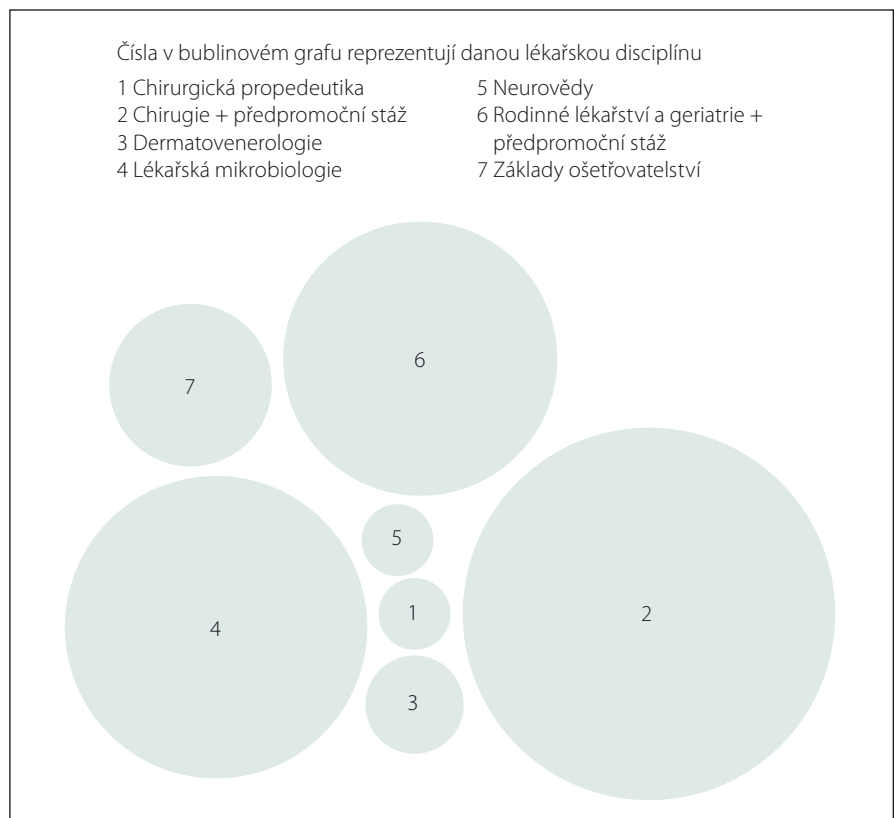 Čísla v bublinovém grafu reprezentují danou lékařskou disciplínu
1 Chirurgická propedeutika
2 Chirugie + předpromoční stáž
3 Dermatovenerologie
4 Lékařská mikrobiologie
5 Neurovědy
6 Rodinné lékařství a geriatrie +
předpromoční stáž
7 Základy ošetřovatelství
6
7
5
1
2
4
3